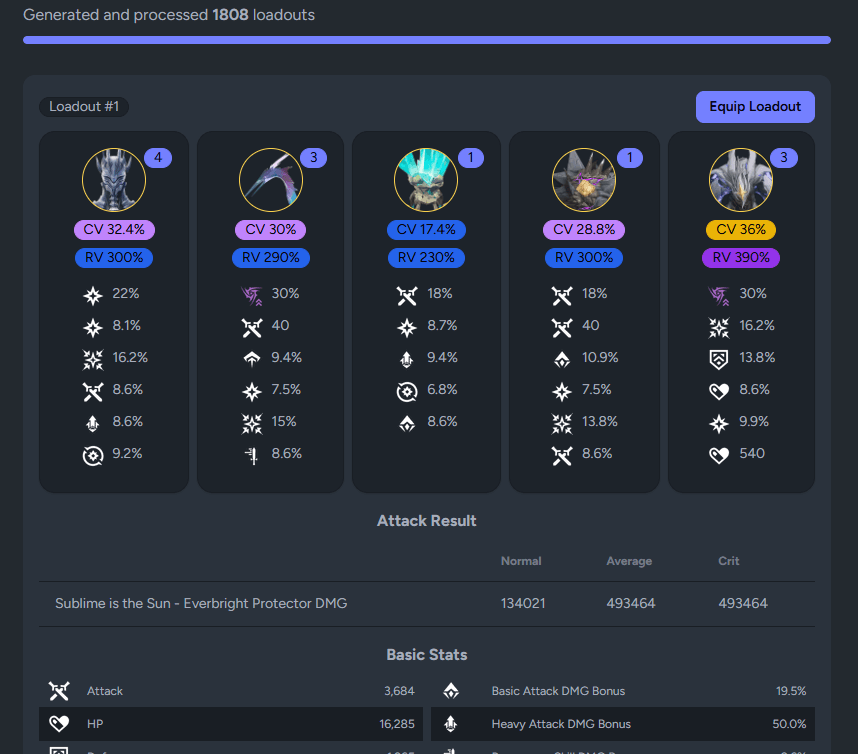 Generated and processed 1808 loadouts
Loadout #1
Equip Loadout
4 3 1 1 3
CV 32.4% CV 30% CV 17.4% CV 28.8% CV 36%
RV 300% RV 290% RV 230% RV 300% RV 390%
22% 30% 18% 18% 30%
8.1% 40 8.7% 40 16.2%
16.2% 9.4% 9.4% 10.9% 13.8%
8.6% 7.5% 6.8% 7.5% 8.6%
8.6% 15% 8.6% 13.8% 9.9%
9.2% 8.6% 8.6% 540
Attack Result
Normal Average Crit
Sublime is the Sun - Everbright Protector DMG 134021 493464 493464
Basic Stats
Attack 3,684 Basic Attack DMG Bonus 19.5%
HP 16,285 Heavy Attack DMG Bonus 50.0%